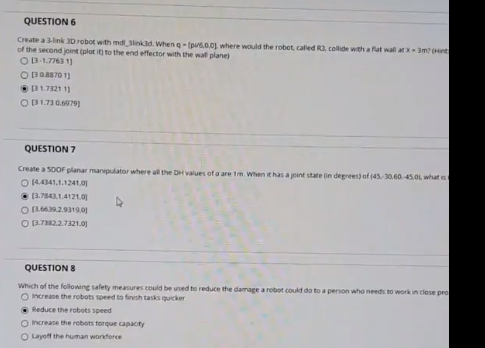 QUESTION 6
Create a 3-link 3D robot with mdl_3link3d. When q = [pi/6,0,0], where would the robot, called R3, collide with a flat wall at X = 3m? (Hint:
of the second joint (plot it) to the end effector with the wall plane)
[3 -1.7763 1]
[3 0.8870 1]
[3 1.7321 1]
[3 1.73 0.6979]
QUESTION 7
Create a 5DOF planar manipulator where all the DH values of a are 1m. When it has a joint state (in degrees) of (45,-30,60,-45,0), what is
[4.4341,1.1241,0]
[3.7843,1.4121,0]
[3.6639,2.9319,0]
[3.7382,2.7321,0]
QUESTION 8
Which of the following safety measures could be used to reduce the damage a robot could do to a person who needs to work in close pro
Increase the robots speed to finish tasks quicker
Reduce the robots speed
Increase the robots torque capacity
Layoff the human workforce